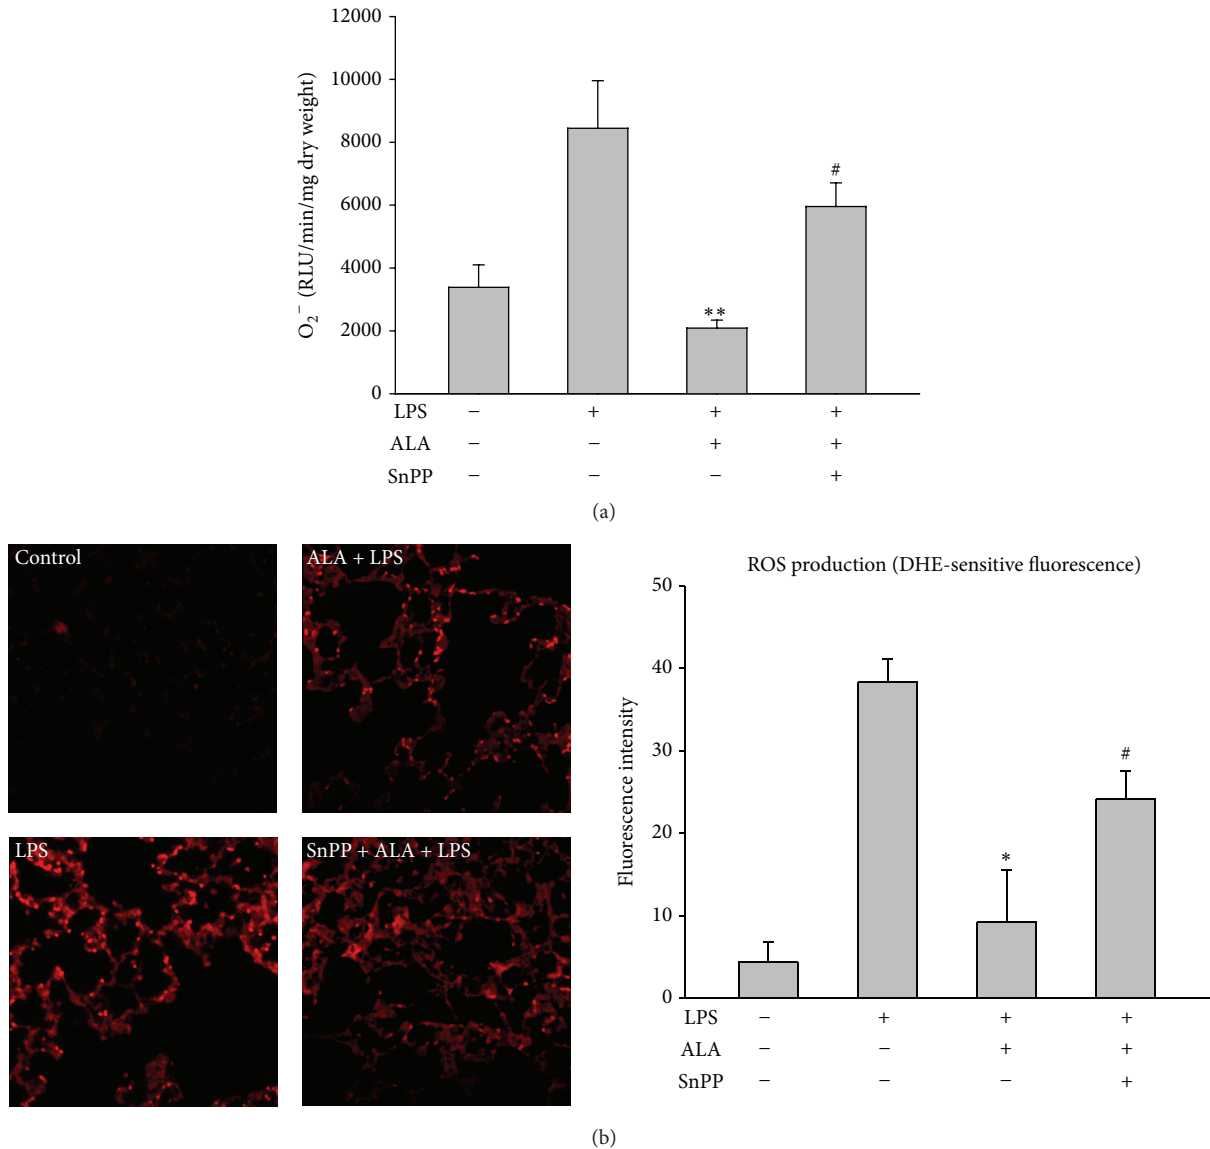 12000
10000
8000
6000
4000
2000
0
O₂⁻ (RLU/min/mg dry weight)
**
#
LPS − + + +
ALA − − + +
SnPP − − − +
(a)
Control
ALA + LPS
LPS
SnPP + ALA + LPS
ROS production (DHE-sensitive fluorescence)
50
40
30
20
10
0
Fluorescence intensity
*
#
LPS − + + +
ALA − − + +
SnPP − − − +
(b)